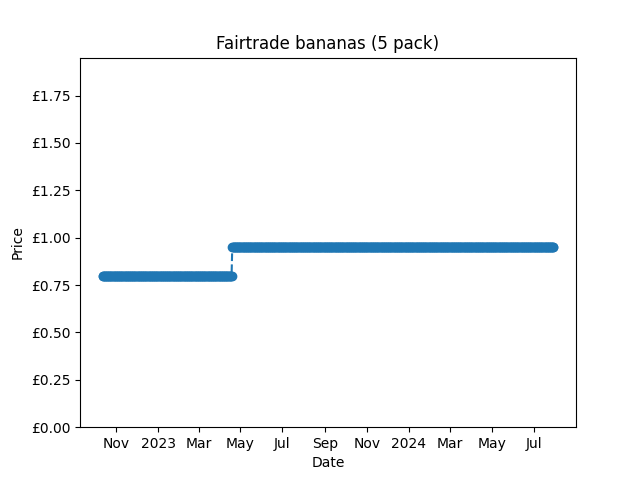 Fairtrade bananas (5 pack)
£1.75
£1.50
£1.25
£1.00
£0.75
£0.50
£0.25
£0.00
Price
Nov 2023 Mar May Jul Sep Nov 2024 Mar May Jul
Date